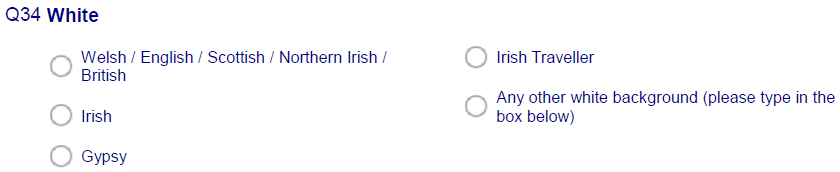 Q34 White
Welsh / English / Scottish / Northern Irish /
British
Irish
Gypsy
Irish Traveller
Any other white background (please type in the
box below)